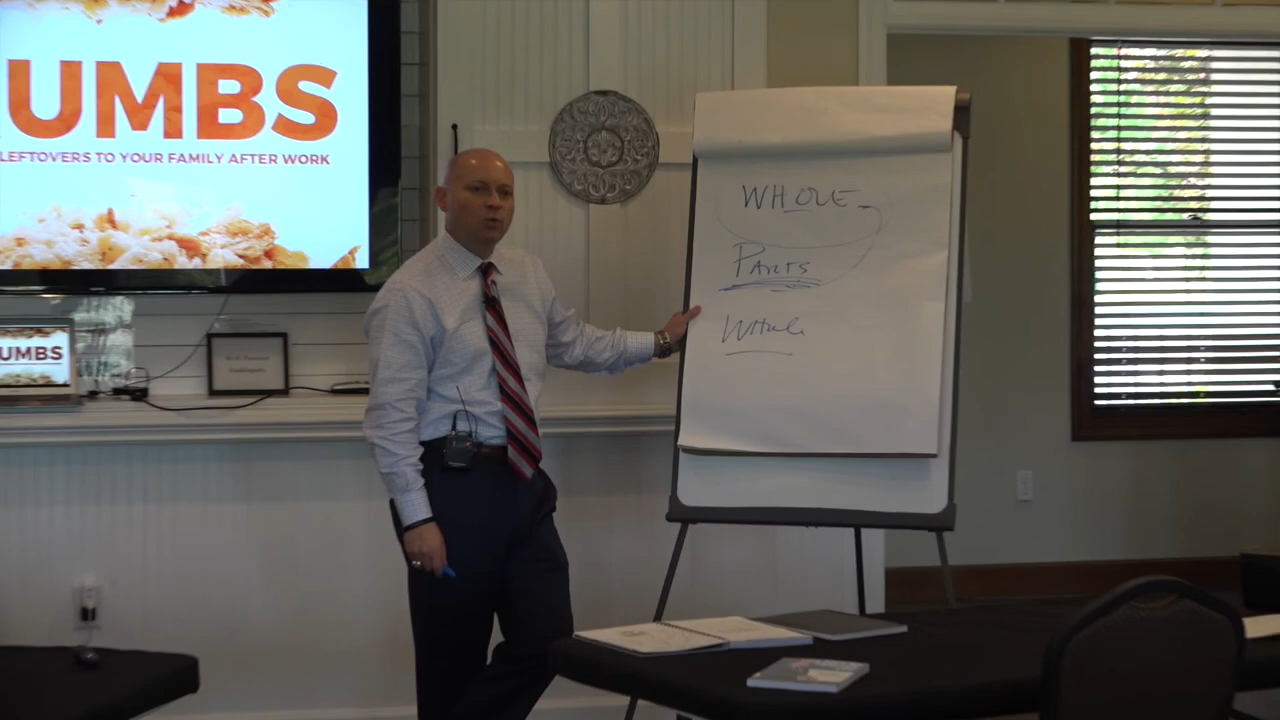 UMBS
LEFTOVERS TO YOUR FAMILY AFTER WORK
UMBS
WHOLE
PARTS
Whole